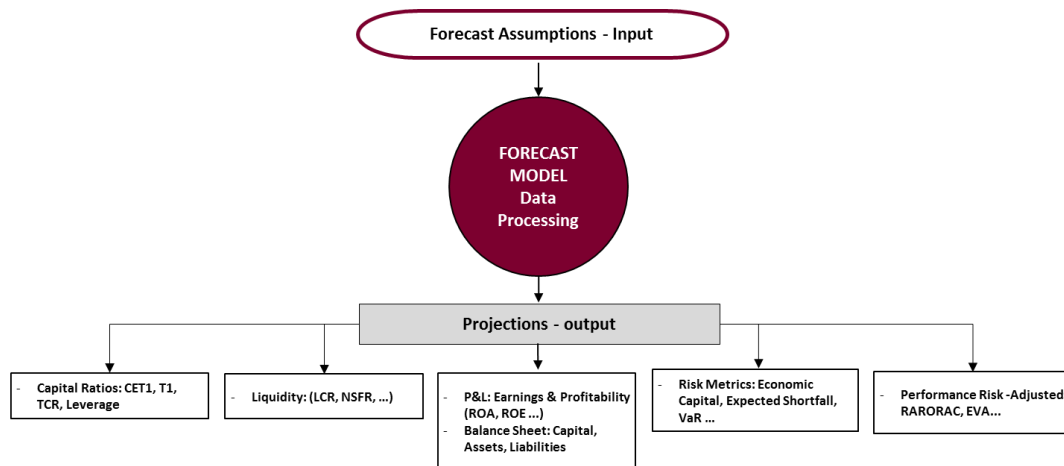 Forecast Assumptions - Input
FORECAST
MODEL
Data
Processing
Projections - output
- Capital Ratios: CET1, T1,
TCR, Leverage
- Liquidity: (LCR, NSFR, ...)
- P&L: Earnings & Profitability
(ROA, ROE ...)
- Balance Sheet: Capital,
Assets, Liabilities
- Risk Metrics: Economic
Capital, Expected Shortfall,
VaR ...
- Performance Risk -Adjusted:
RARORAC, EVA...